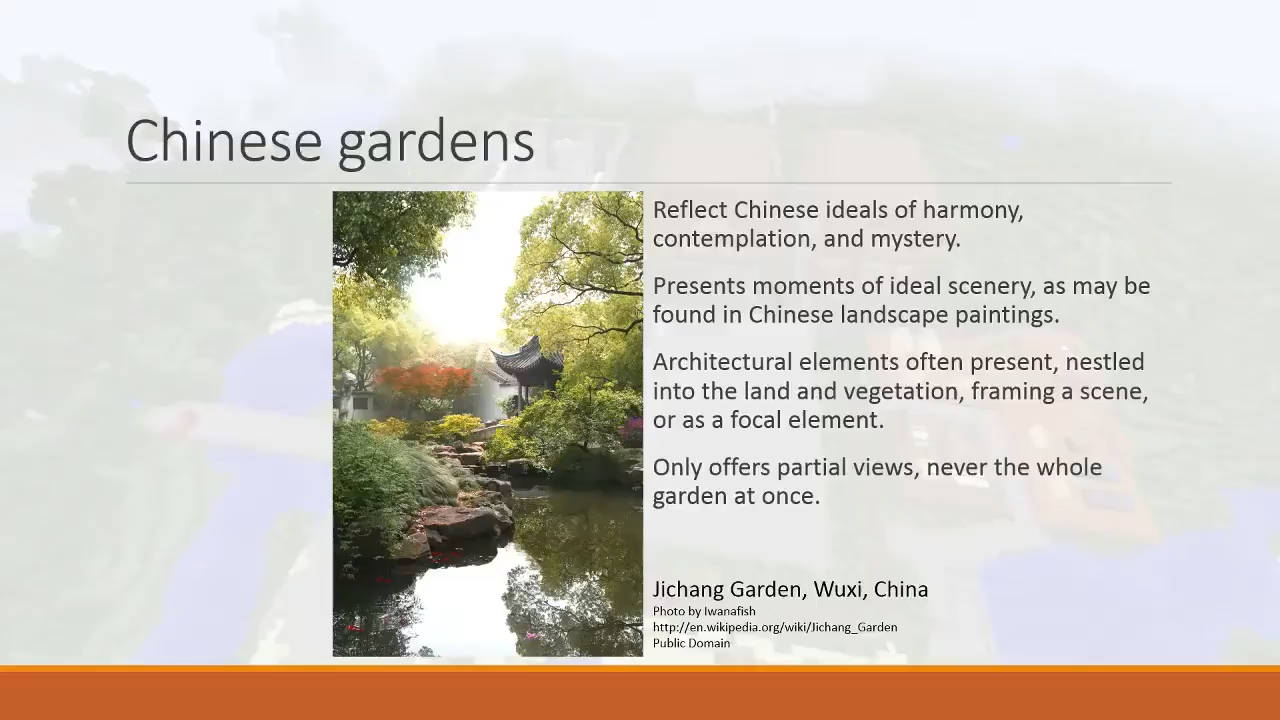 Chinese gardens
Reflect Chinese ideals of harmony,
contemplation, and mystery.
Presents moments of ideal scenery, as may be
found in Chinese landscape paintings.
Architectural elements often present, nestled
into the land and vegetation, framing a scene,
or as a focal element.
Only offers partial views, never the whole
garden at once.
Jichang Garden, Wuxi, China
Photo by Iwanafish
http://en.wikipedia.org/wiki/Jichang_Garden
Public Domain